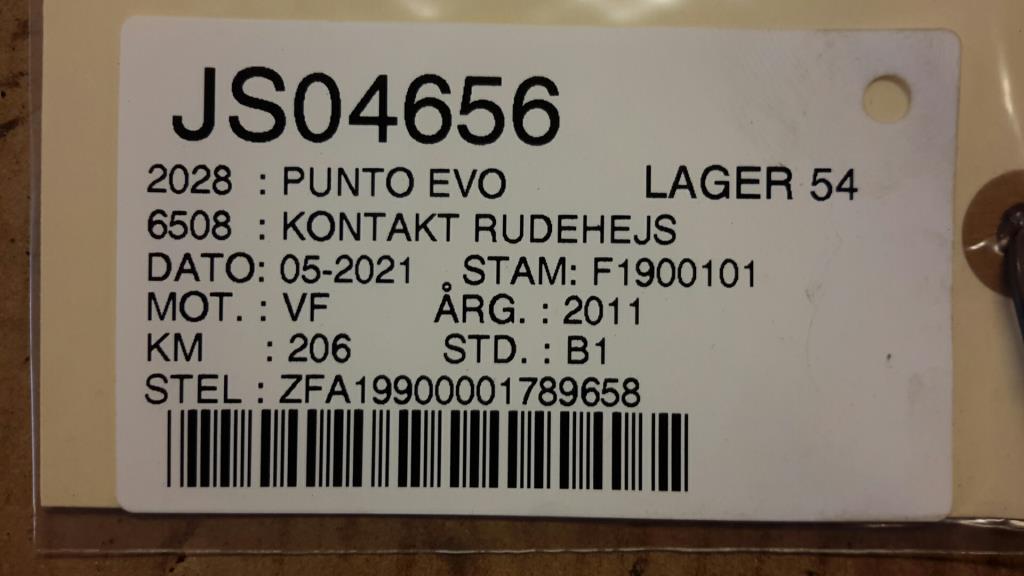 JS04656
2028 : PUNTO EVO LAGER 54
6508 : KONTAKT RUDEHEJS
DATO: 05-2021 STAM: F1900101
MOT. : VF ÅRG. : 2011
KM : 206 STD. : B1
STEL : ZFA19900001789658